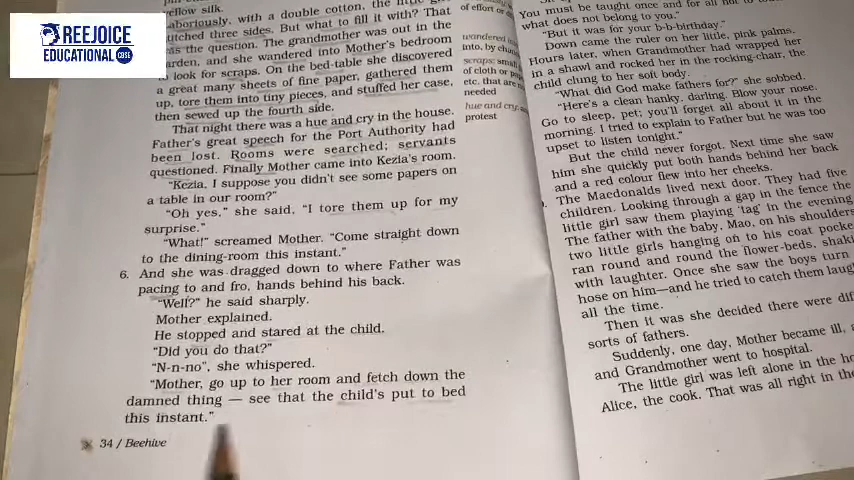 REEJOICE
EDUCATIONAL CBSE
yellow silk.
laboriously, with a double cotton, the little girl
stitched three sides. But what to fill it with? That
was the question. The grandmother was out in the
garden, and she wandered into Mother's bedroom
to look for scraps. On the bed-table she discovered
a great many sheets of fine paper, gathered them
up, tore them into tiny pieces, and stuffed her case,
then sewed up the fourth side.
That night there was a hue and cry in the house.
Father's great speech for the Port Authority had
been lost. Rooms were searched; servants
questioned. Finally Mother came into Kezia's room.
"Kezia, I suppose you didn't see some papers on
a table in our room?"
"Oh yes," she said, "I tore them up for my
surprise."
"What!" screamed Mother. "Come straight down
to the dining-room this instant."
6. And she was dragged down to where Father was
pacing to and fro, hands behind his back.
"Well?" he said sharply.
Mother explained.
He stopped and stared at the child.
"Did you do that?"
"N-n-no", she whispered.
"Mother, go up to her room and fetch down the
damned thing — see that the child's put to bed
this instant."
34 / Beehive
of effort or
wandered
into, by
scraps:
of cloth or
etc. that are
needed
hue and cry:
protest
You must be taught once and for all not to
what does not belong to you."
"But it was for your b-b-birthday."
Down came the ruler on her little, pink palms.
Hours later, when Grandmother had wrapped her
in a shawl and rocked her in the rocking-chair, the
child clung to her soft body.
"What did God make fathers for?" she sobbed.
"Here's a clean hanky, darling. Blow your nose.
Go to sleep, pet; you'll forget all about it in the
morning. I tried to explain to Father but he was too
upset to listen tonight."
But the child never forgot. Next time she saw
him she quickly put both hands behind her back
and a red colour flew into her cheeks.
The Macdonalds lived next door. They had five
children. Looking through a gap in the fence the
little girl saw them playing 'tag' in the evening
The father with the baby, Mao, on his shoulders
two little girls hanging on to his coat
ran round and round the flower-beds,
with laughter. Once she saw the boys turn
hose on him—and he tried to catch them
all the time.
Then it was she decided there were
sorts of fathers.
Suddenly, one day, Mother became ill,
and Grandmother went to hospital.
The little girl was left alone in the
Alice, the cook. That was all right in the